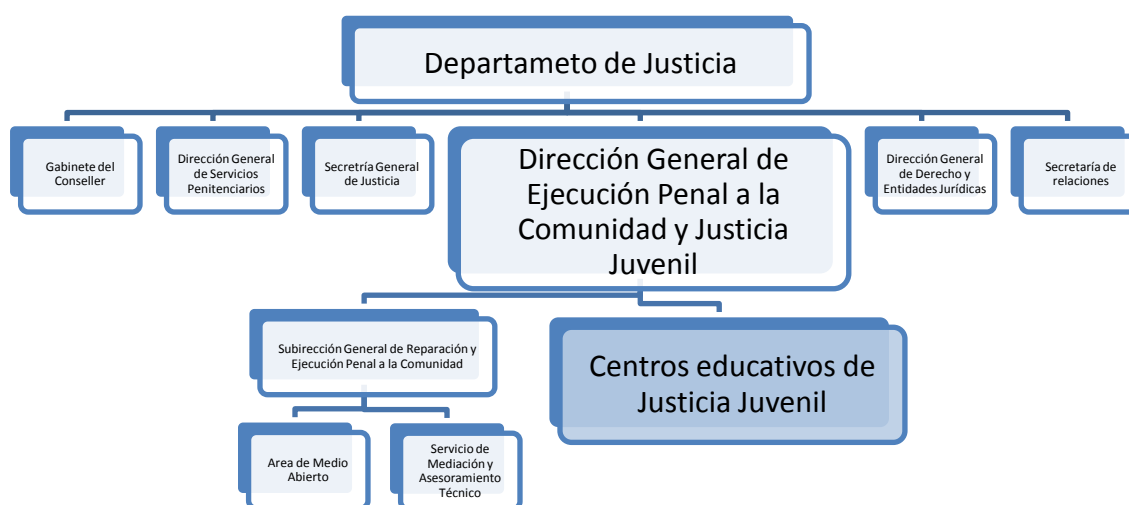 Departameto de Justicia
Gabinete del
Conseller
Dirección General
de Servicios
Penitenciarios
Secretría General
de Justicia
Dirección General de
Ejecución Penal a la
Comunidad y Justicia
Juvenil
Dirección General
de Derecho y
Entidades Jurídicas
Secretaría de
relaciones
Subirección General de Reparación y
Ejecución Penal a la Comunidad
Centros educativos de
Justicia Juvenil
Area de Medio
Abierto
Servicio de
Mediación y
Asesoramiento
Técnico